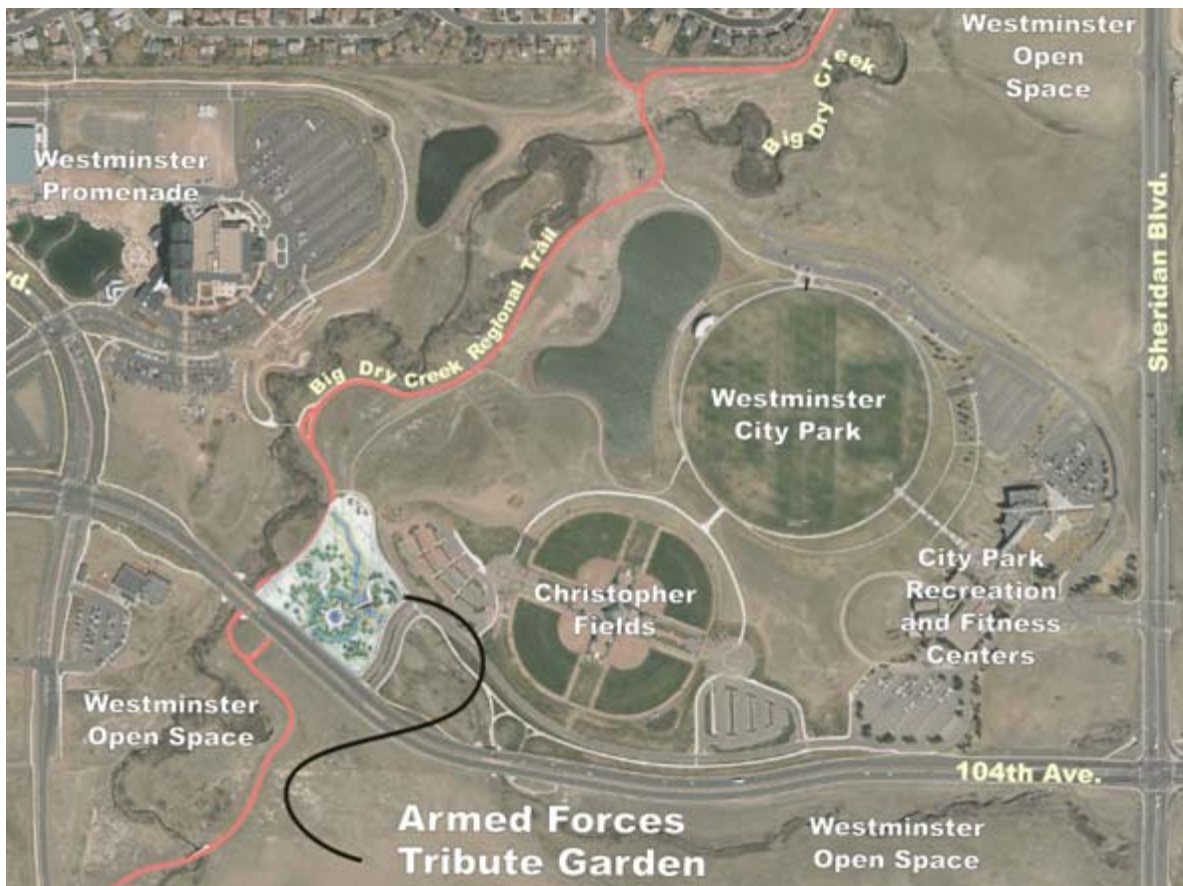 Westminster
Open
Space
Big Dry Creek
Westminster
Promenade
Sheridan Blvd.
vd.
Big Dry Creek Regional Trail
Westminster
City Park
City Park
Recreation
and Fitness
Centers
Christopher
Fields
Westminster
Open Space
104th Ave.
Armed Forces
Tribute Garden
Westminster
Open Space